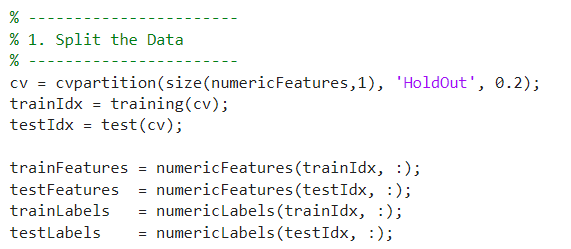 % -----------------------
% 1. Split the Data
% -----------------------
cv = cvpartition(size(numericFeatures,1), 'HoldOut', 0.2);
trainIdx = training(cv);
testIdx = test(cv);

trainFeatures = numericFeatures(trainIdx, :);
testFeatures  = numericFeatures(testIdx, :);
trainLabels   = numericLabels(trainIdx, :);
testLabels    = numericLabels(testIdx, :);